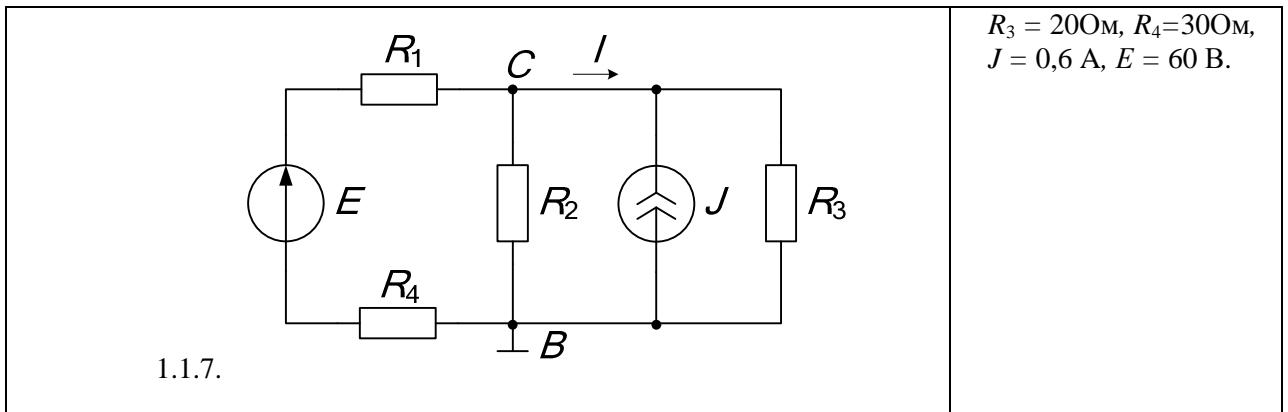 R₁
C
I
E
R₂
J
R₃
R₄
B
1.1.7.
R₃ = 20Ом, R₄=30Ом,
J = 0,6 А, E = 60 В.